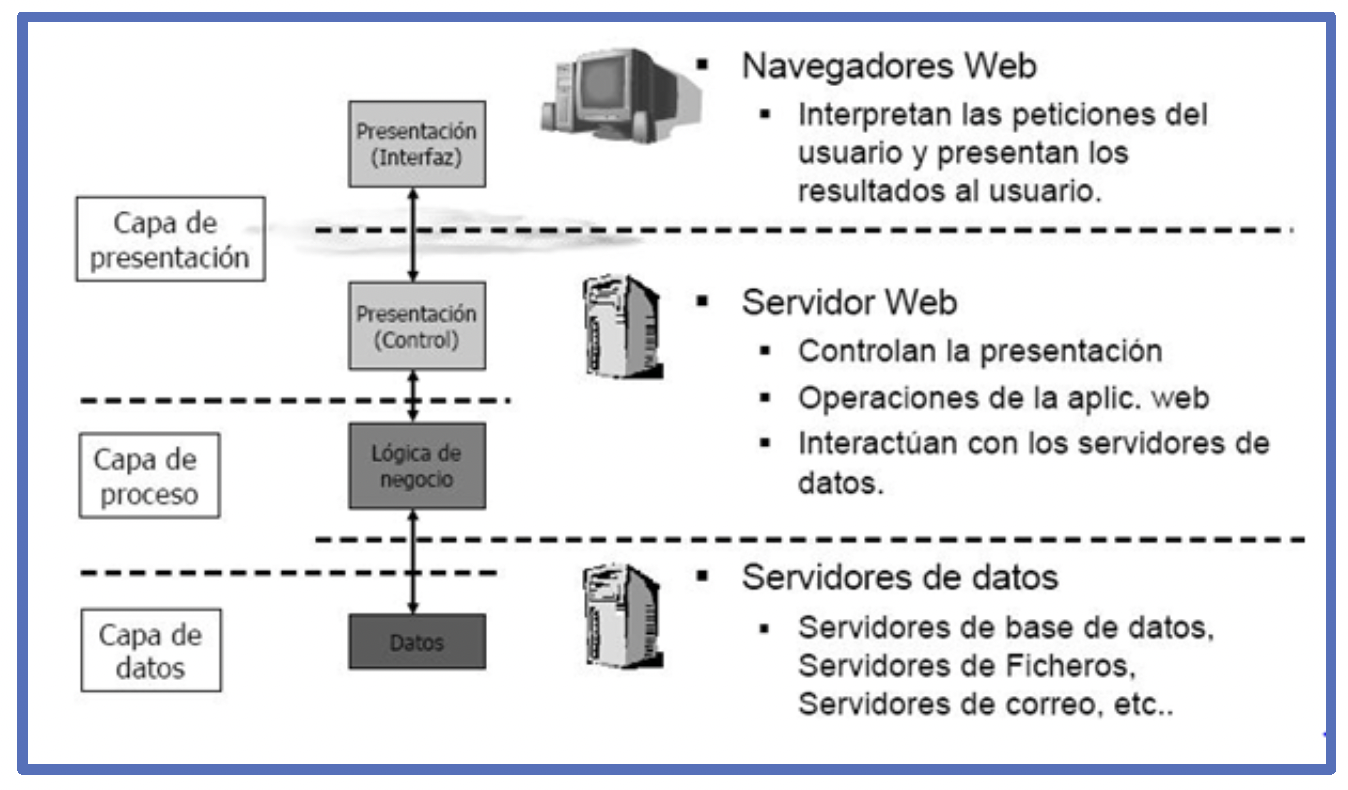 Presentación
(Interfaz)
Capa de
presentación
Presentación
(Control)
Capa de
proceso
Lógica de
negocio
Capa de
datos
Datos
▪ Navegadores Web
▪ Interpretan las peticiones del
usuario y presentan los
resultados al usuario.
▪ Servidor Web
▪ Controlan la presentación
▪ Operaciones de la aplic. web
▪ Interactúan con los servidores de
datos.
▪ Servidores de datos
▪ Servidores de base de datos,
Servidores de Ficheros,
Servidores de correo, etc..